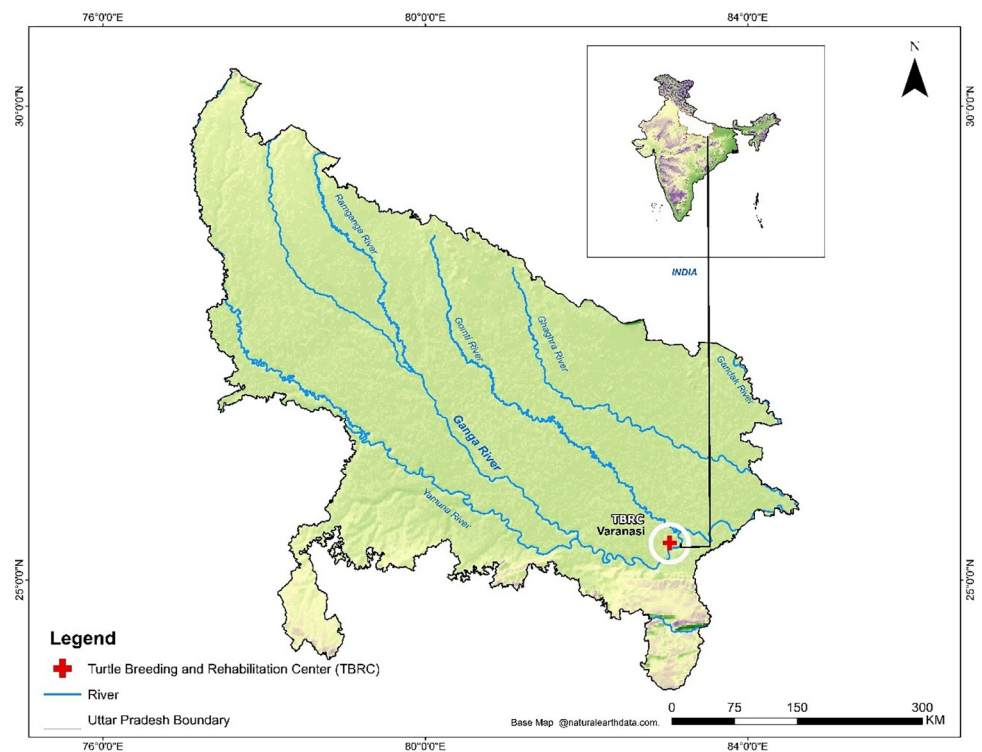 76°0'0"E
80°0'0"E
84°0'0"E
N
30°0'0"N
30°0'0"N
Ramganga River
INDIA
Gomti River
Ghaghra River
Gandak River
Ganga River
Yamuna River
TBRC
Varanasi
25°0'0"N
25°0'0"N
Legend
Turtle Breeding and Rehabilitation Center (TBRC)
River
Uttar Pradesh Boundary
Base Map @naturalearthdata.com.
0 75 150 300
KM
76°0'0"E
80°0'0"E
84°0'0"E